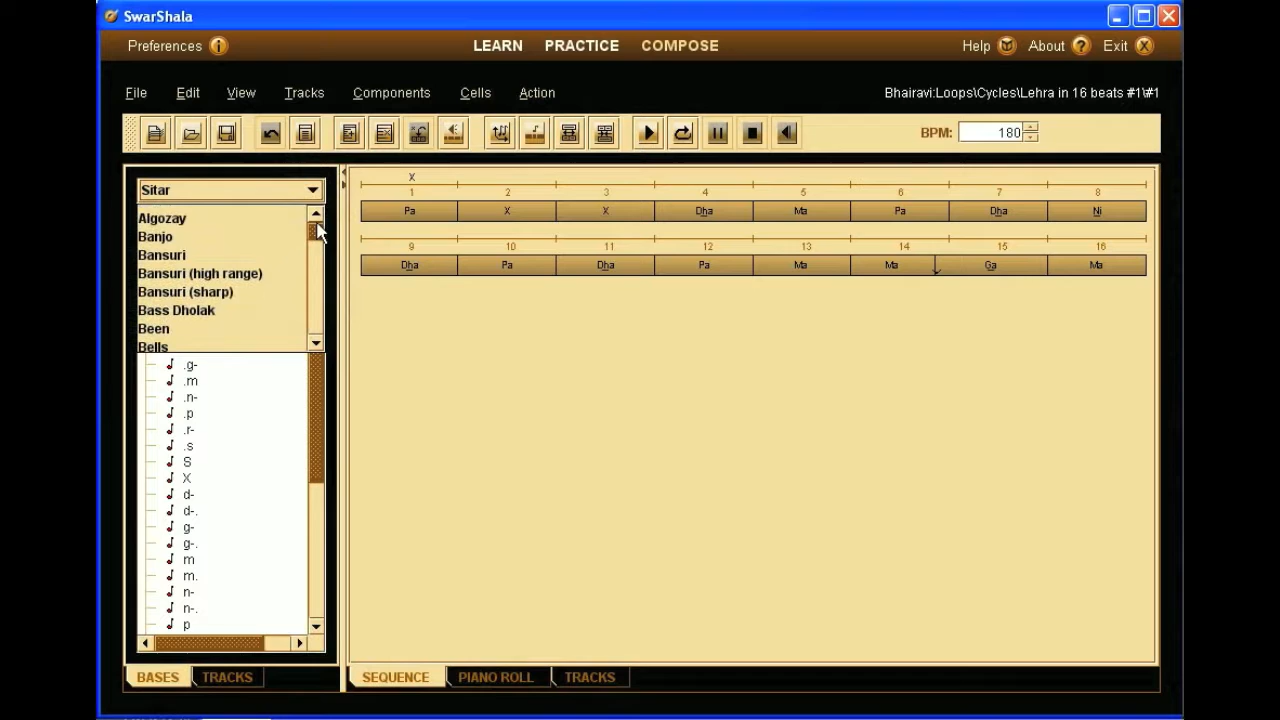 SwarShala
Preferences LEARN PRACTICE COMPOSE Help About Exit
File Edit View Tracks Components Cells Action Bhairavi:Loops\Cycles\Lehra in 16 beats #1\#1
BPM: 180
Sitar
Algozay
Banjo
Bansuri
Bansuri (high range)
Bansuri (sharp)
Bass Dholak
Been
Bells
.g-
.m
.n-
.p
.r-
.s
S
X
d-
d-.
g-
g-.
m
m.
n-
n-.
p
X
1 2 3 4 5 6 7 8
Pa X X Dha Ma Pa Dha Ni
9 10 11 12 13 14 15 16
Dha Pa Dha Pa Ma Ma Ga Ma
BASES TRACKS SEQUENCE PIANO ROLL TRACKS